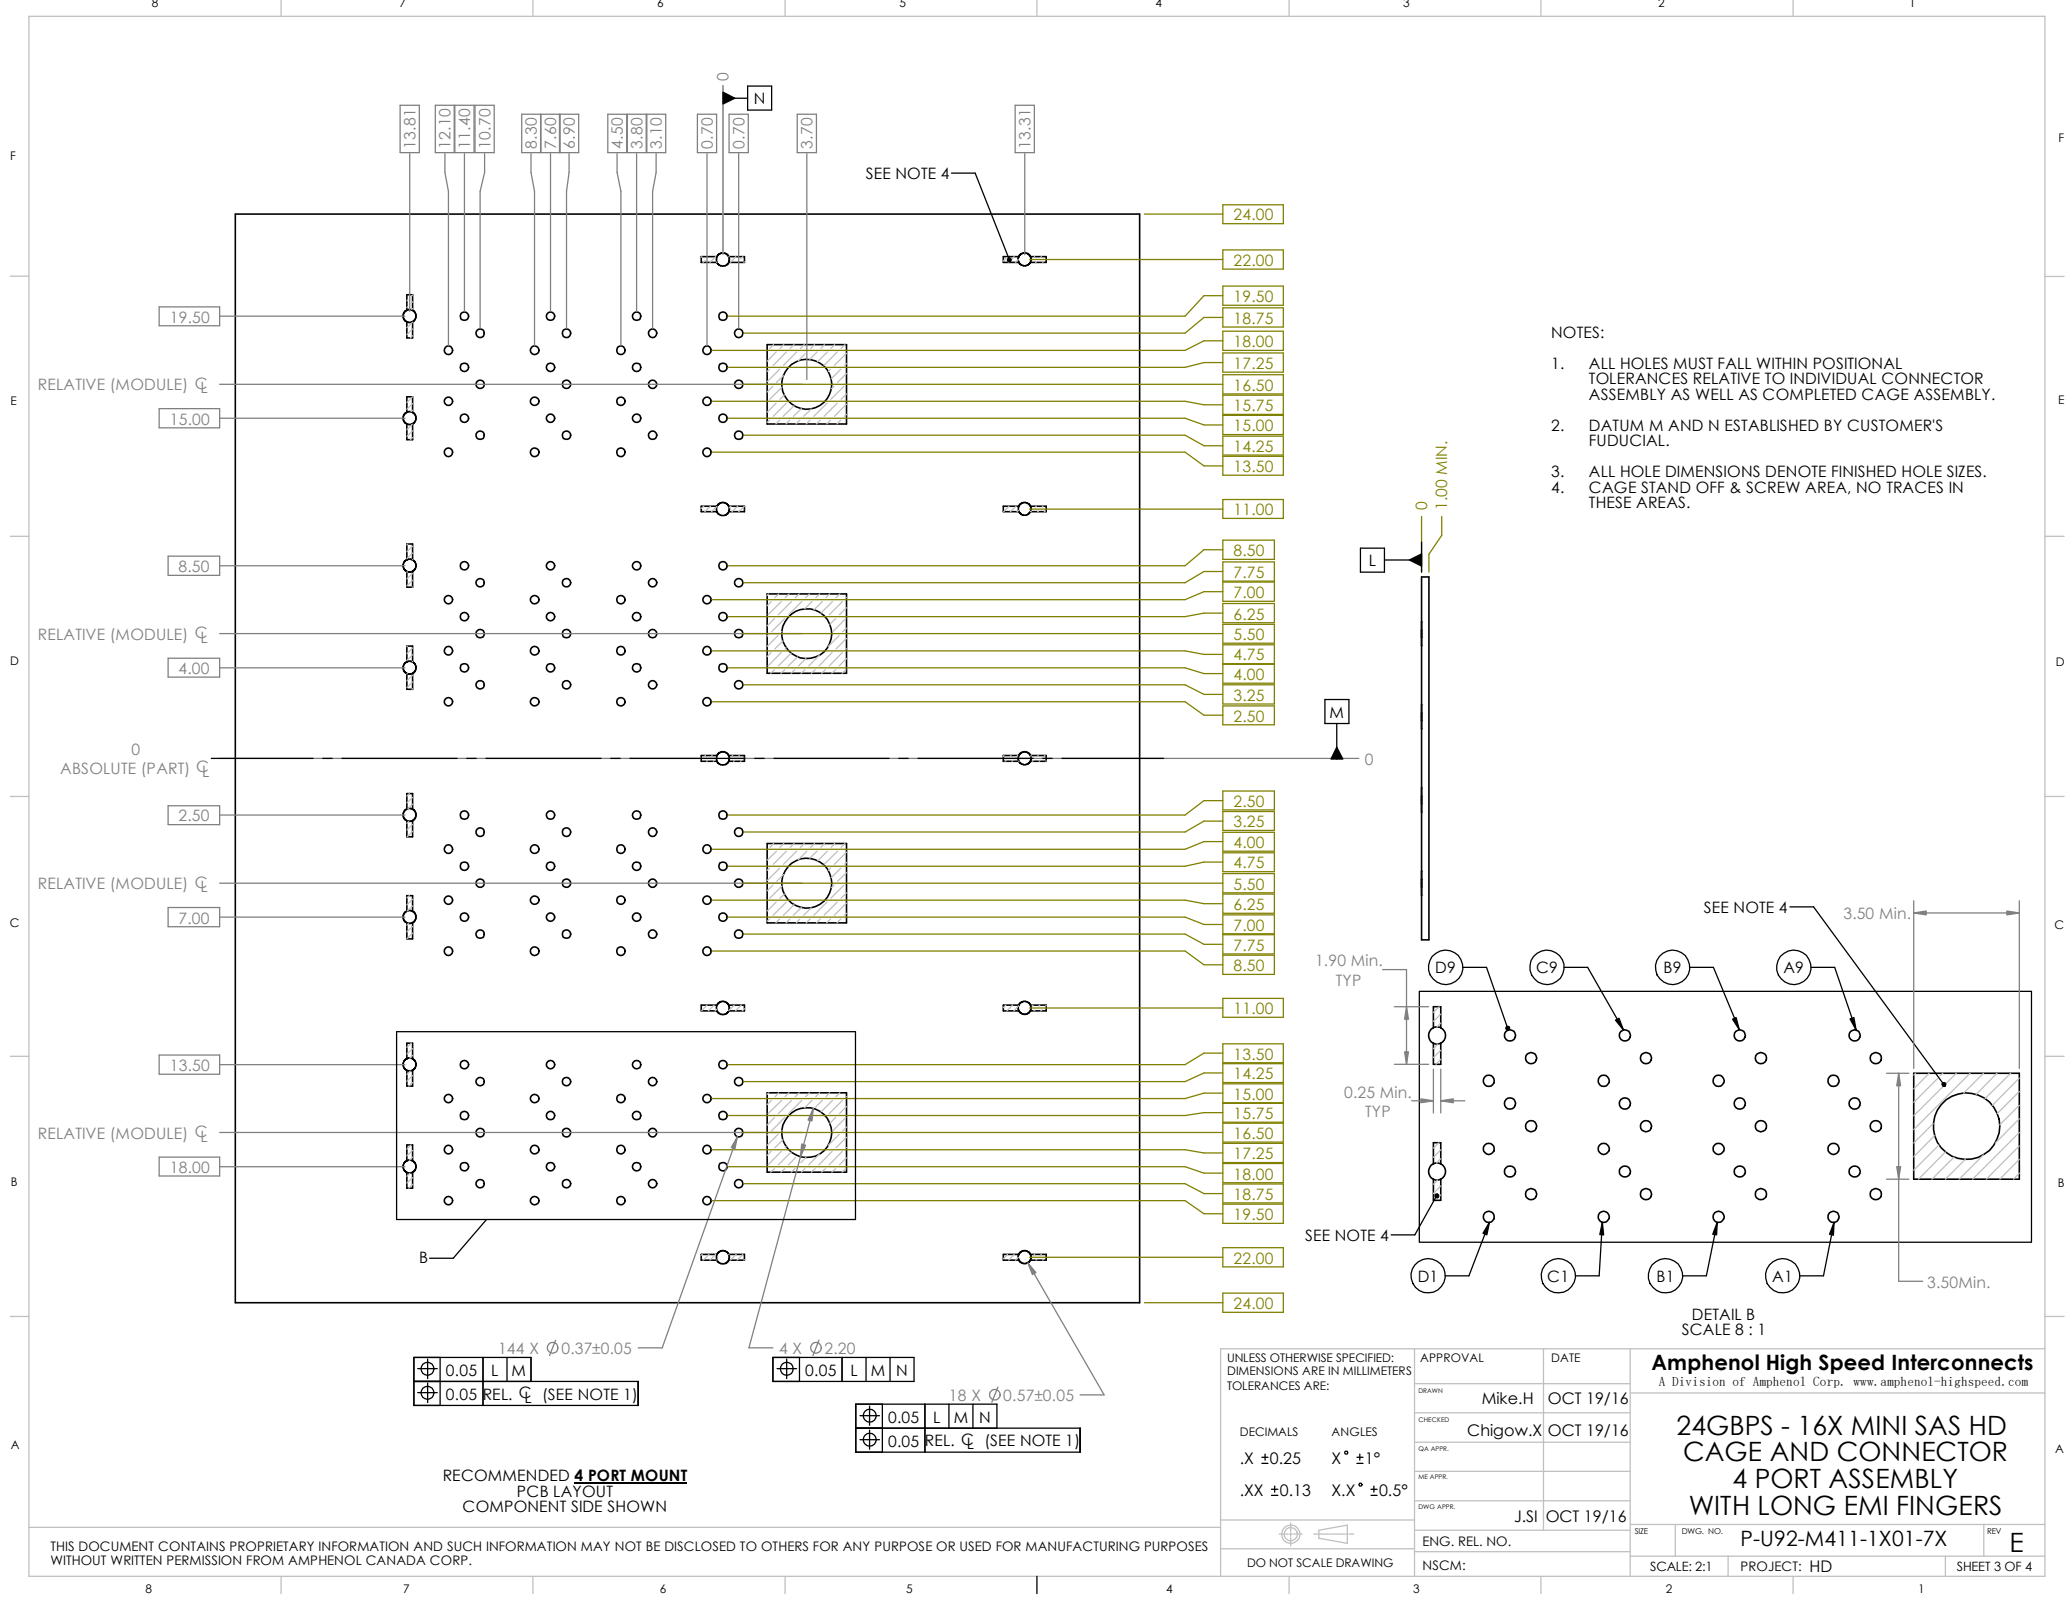 8 7 6 5 4 3 2 1
0
N
13.81 12.10 11.40 10.70 8.30 7.60 6.90 4.50 3.80 3.10 0.70 0.70 3.70 13.31
F F
SEE NOTE 4
24.00
22.00
19.50
19.50
18.75
18.00
17.25
RELATIVE (MODULE) ℄
16.50
15.75
15.00
15.00
14.25
13.50
E E
NOTES:
1. ALL HOLES MUST FALL WITHIN POSITIONAL
TOLERANCES RELATIVE TO INDIVIDUAL CONNECTOR
ASSEMBLY AS WELL AS COMPLETED CAGE ASSEMBLY.
2. DATUM M AND N ESTABLISHED BY CUSTOMER'S
FUDUCIAL.
3. ALL HOLE DIMENSIONS DENOTE FINISHED HOLE SIZES.
4. CAGE STAND OFF & SCREW AREA, NO TRACES IN
THESE AREAS.
11.00
0
1.00 MIN.
L
8.50
8.50
7.75
7.00
6.25
RELATIVE (MODULE) ℄
5.50
4.75
4.00
4.00
3.25
2.50
D D
M
0
ABSOLUTE (PART) ℄
0
2.50
2.50
3.25
4.00
4.75
RELATIVE (MODULE) ℄
5.50
6.25
7.00
7.00
7.75
8.50
C C
11.00
13.50
13.50
14.25
15.00
15.75
RELATIVE (MODULE) ℄
16.50
17.25
18.00
18.00
18.75
19.50
B B
B
22.00
24.00
SEE NOTE 4
3.50 Min.
1.90 Min.
TYP
D9 C9 B9 A9
0.25 Min.
TYP
SEE NOTE 4
D1 C1 B1 A1
3.50Min.
DETAIL B
SCALE 8 : 1
144 X ∅0.37±0.05
⌖ 0.05 L M
⌖ 0.05 REL. ℄ (SEE NOTE 1)
4 X ∅2.20
⌖ 0.05 L M N
18 X ∅0.57±0.05
⌖ 0.05 L M N
⌖ 0.05 REL. ℄ (SEE NOTE 1)
A A
RECOMMENDED 4 PORT MOUNT
PCB LAYOUT
COMPONENT SIDE SHOWN
UNLESS OTHERWISE SPECIFIED:
DIMENSIONS ARE IN MILLIMETERS
TOLERANCES ARE:
DECIMALS ANGLES
.X ±0.25 X° ±1°
.XX ±0.13 X.X° ±0.5°
DO NOT SCALE DRAWING
APPROVAL DATE
DRAWN Mike.H OCT 19/16
CHECKED Chigow.X OCT 19/16
QA APPR.
ME APPR.
DWG APPR. J.SI OCT 19/16
ENG. REL. NO.
NSCM:
Amphenol High Speed Interconnects
A Division of Amphenol Corp. www.amphenol-highspeed.com
24GBPS - 16X MINI SAS HD
CAGE AND CONNECTOR
4 PORT ASSEMBLY
WITH LONG EMI FINGERS
SIZE DWG. NO. P-U92-M411-1X01-7X REV E
SCALE: 2:1 PROJECT: HD SHEET 3 OF 4
THIS DOCUMENT CONTAINS PROPRIETARY INFORMATION AND SUCH INFORMATION MAY NOT BE DISCLOSED TO OTHERS FOR ANY PURPOSE OR USED FOR MANUFACTURING PURPOSES
WITHOUT WRITTEN PERMISSION FROM AMPHENOL CANADA CORP.
8 7 6 5 4 3 2 1